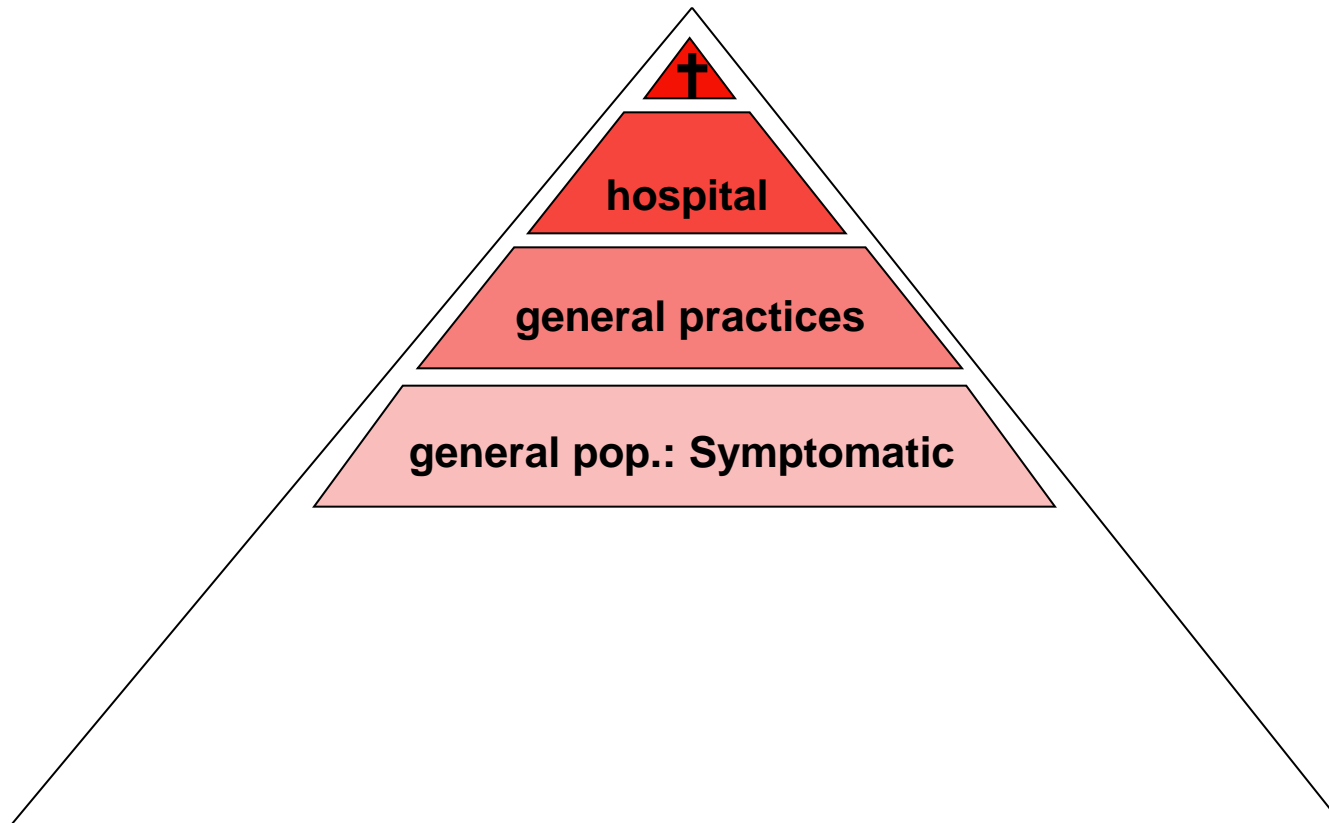 †
hospital
general practices
general pop.: Symptomatic